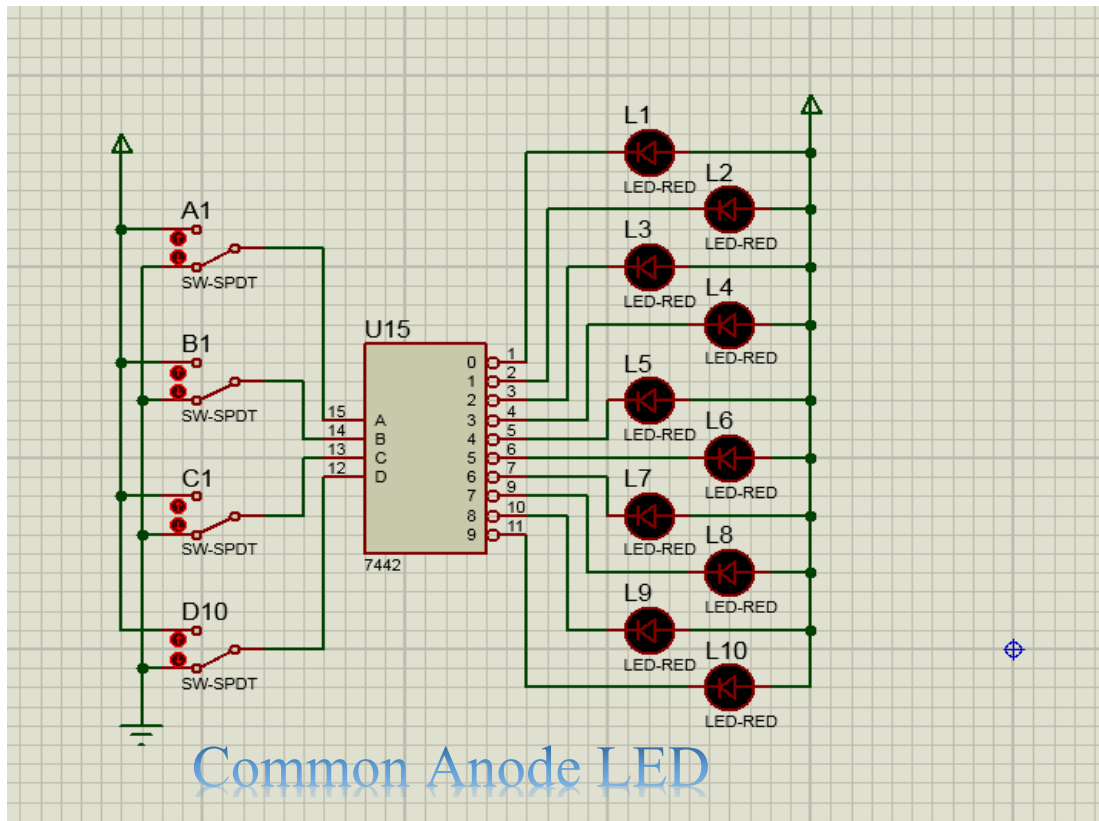 L1
LED-RED
L2
LED-RED
L3
LED-RED
L4
LED-RED
L5
LED-RED
L6
LED-RED
L7
LED-RED
L8
LED-RED
L9
LED-RED
L10
LED-RED
A1
SW-SPDT
B1
SW-SPDT
C1
SW-SPDT
D10
SW-SPDT
U15
15 A
14 B
13 C
12 D
0 1
1 2
2 3
3 4
4 5
5 6
6 7
7 9
8 10
9 11
7442
Common Anode LED